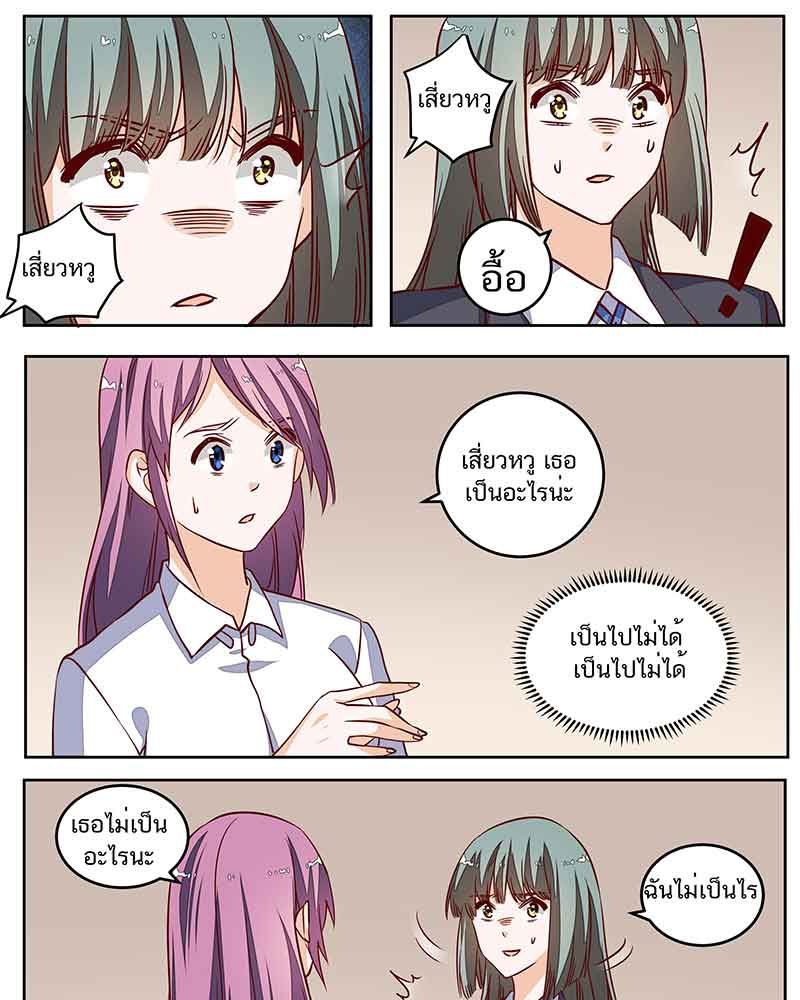 เสี่ยวหวู
เสี่ยวหวู
อื้อ
เสี่ยวหวู เธอ
เป็นอะไรน่ะ
เป็นไปไม่ได้
เป็นไปไม่ได้
เธอไม่เป็น
อะไรนะ
ฉันไม่เป็นไร